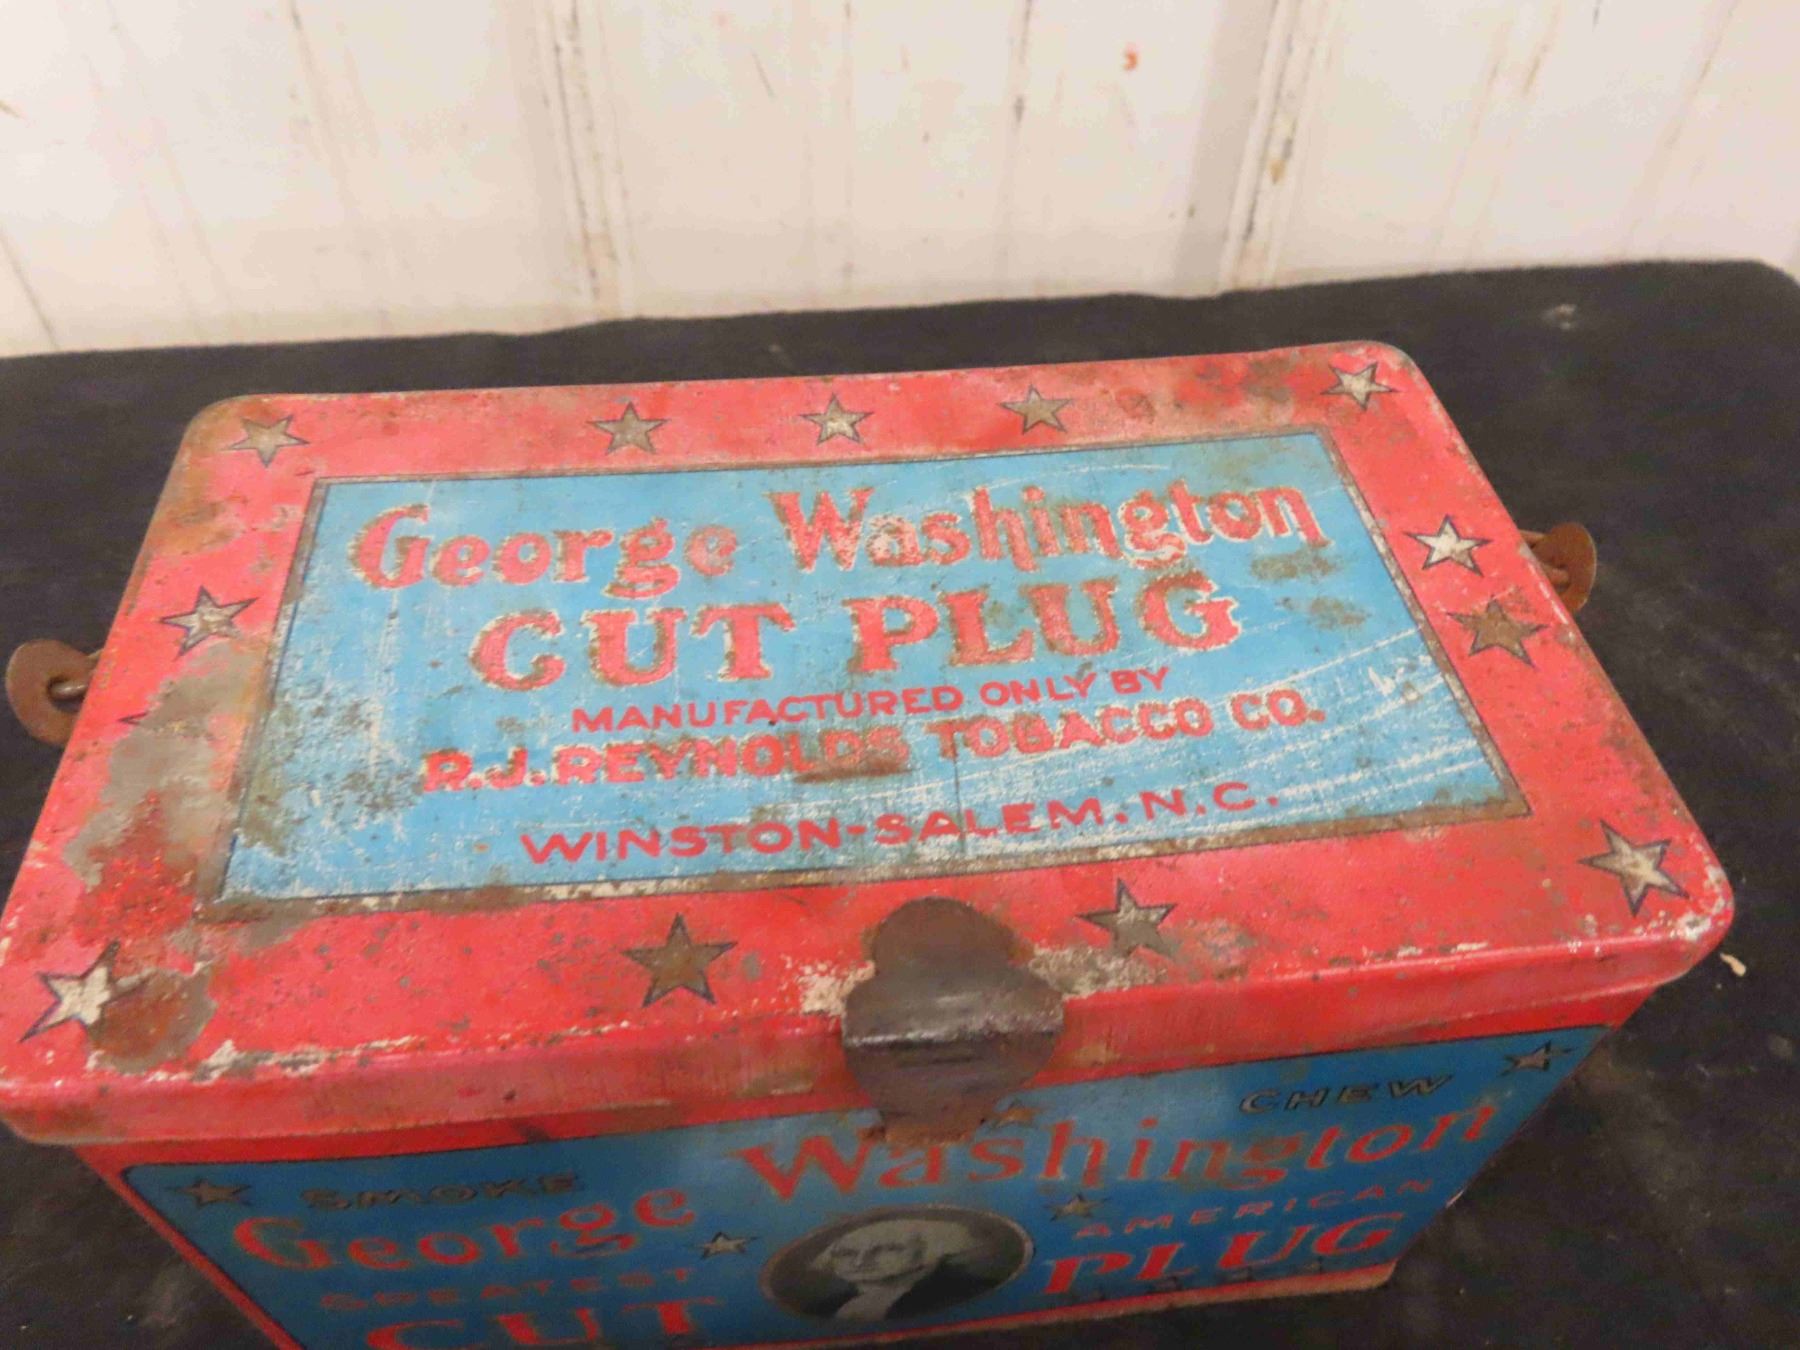 George Washington
CUT PLUG
MANUFACTURED ONLY BY
R.J. REYNOLDS TOBACCO CO.
WINSTON-SALEM, N.C.
SMOKE CHEW
George Washington
GREATEST AMERICAN
CUT PLUG